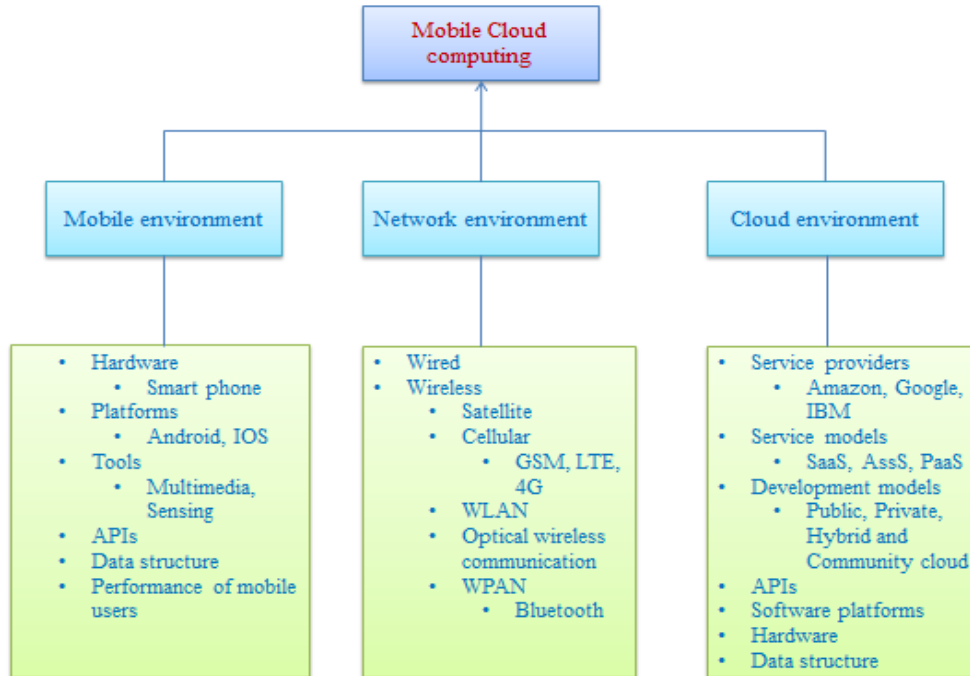 Mobile Cloud
computing
Mobile environment
Network environment
Cloud environment
• Hardware
• Smart phone
• Platforms
• Android, IOS
• Tools
• Multimedia,
Sensing
• APIs
• Data structure
• Performance of mobile
users
• Wired
• Wireless
• Satellite
• Cellular
• GSM, LTE,
4G
• WLAN
• Optical wireless
communication
• WPAN
• Bluetooth
• Service providers
• Amazon, Google,
IBM
• Service models
• SaaS, AssS, PaaS
• Development models
• Public, Private,
Hybrid and
Community cloud
• APIs
• Software platforms
• Hardware
• Data structure